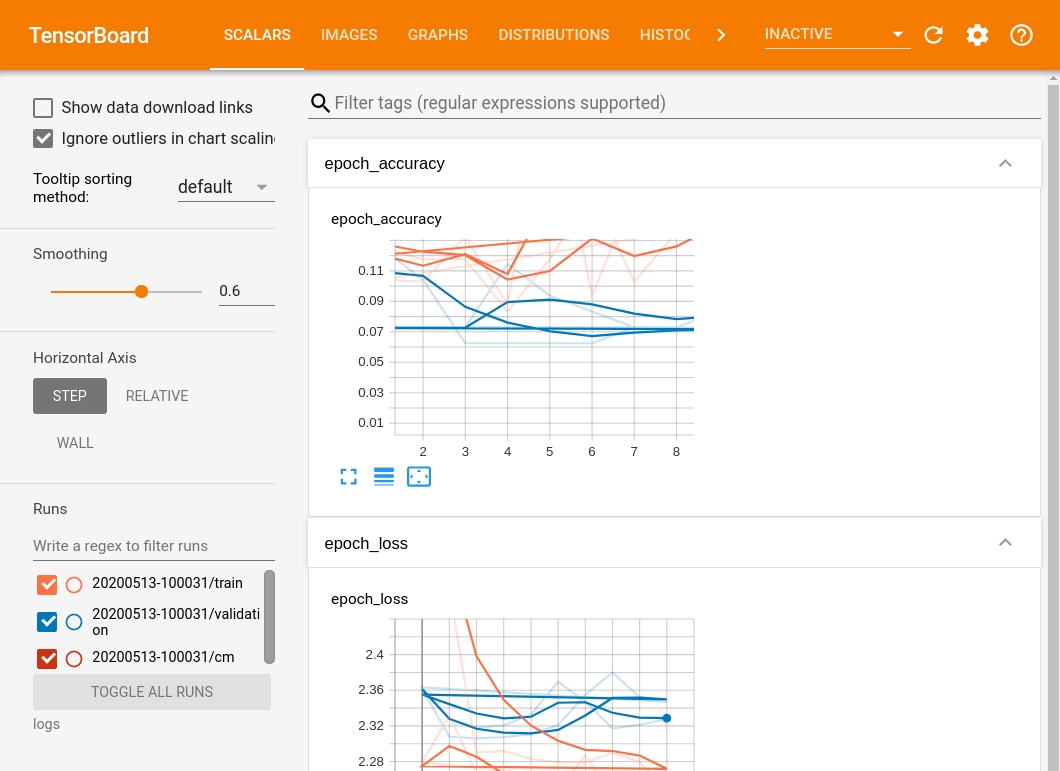 TensorBoard SCALARS IMAGES GRAPHS DISTRIBUTIONS HISTOG INACTIVE
Show data download links
Ignore outliers in chart scalin
Tooltip sorting
method:
default
Smoothing
0.6
Horizontal Axis
STEP RELATIVE
WALL
Runs
Write a regex to filter runs
20200513-100031/train
20200513-100031/validati
on
20200513-100031/cm
TOGGLE ALL RUNS
logs
Filter tags (regular expressions supported)
epoch_accuracy
epoch_accuracy
0.11
0.09
0.07
0.05
0.03
0.01
2 3 4 5 6 7 8
epoch_loss
epoch_loss
2.4
2.36
2.32
2.28